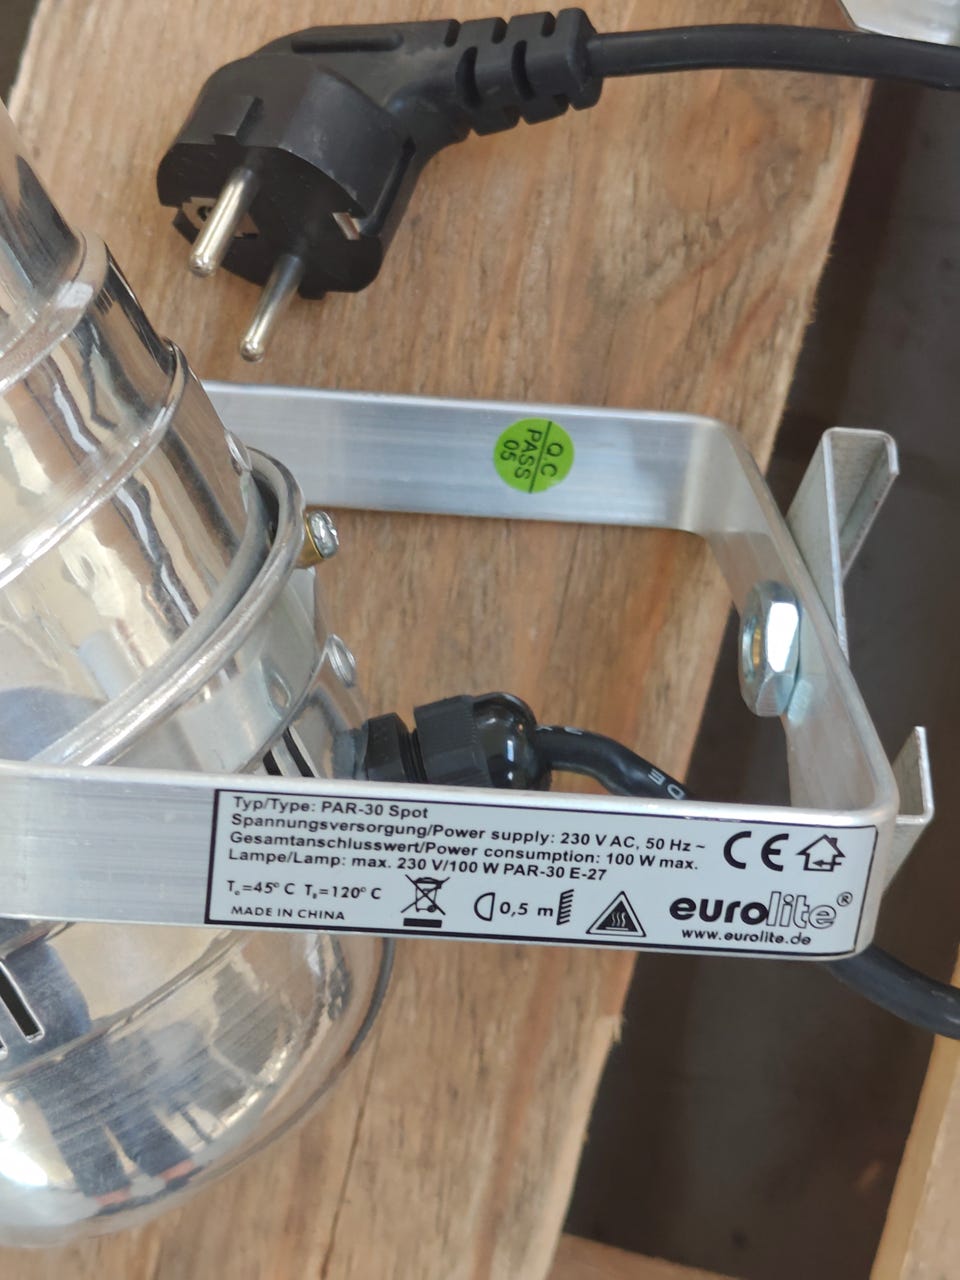 Q.C
PASS
05
Typ/Type: PAR-30 Spot
Spannungsversorgung/Power supply: 230 V AC, 50 Hz ~
Gesamtanschlusswert/Power consumption: 100 W max.
Lampe/Lamp: max. 230 V/100 W PAR-30 E-27
Tₐ=45° C Tᵦ=120° C
MADE IN CHINA
0,5 m
CE
eurolite®
www.eurolite.de